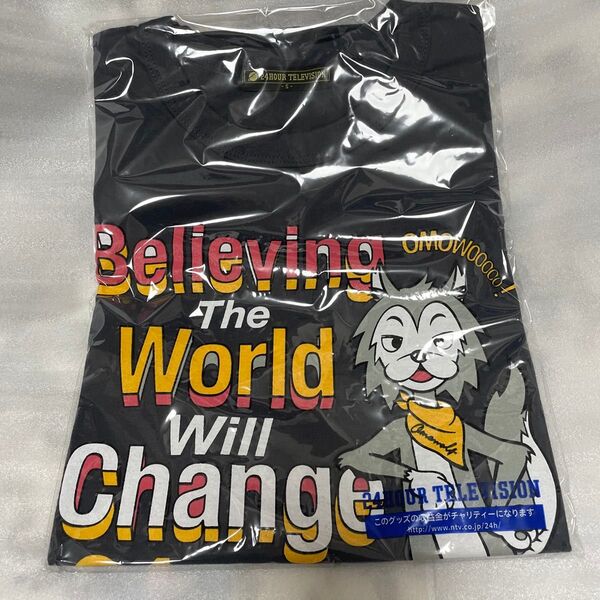 24HOUR TELEVISION
-S-
Believing
OMOWOOOOO!
The
World
Will
Change
24HOUR TELEVISION
このグッズの収益金がチャリティーになります
http://www.ntv.co.jp/24h/